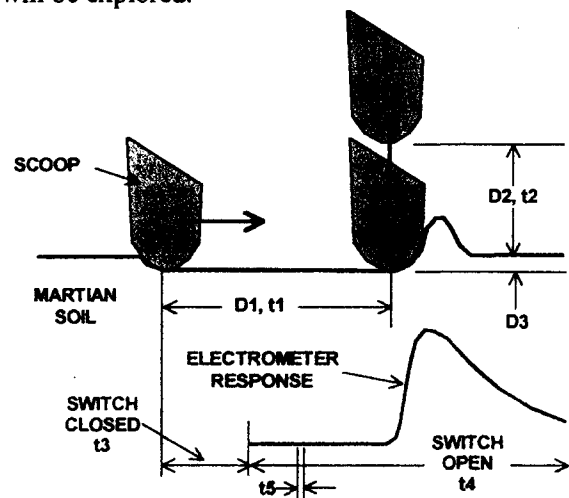 will be explored.
SCOOP
D2, t2
MARTIAN
SOIL
D1, t1
D3
ELECTROMETER
RESPONSE
SWITCH
CLOSED
t3
SWITCH
OPEN
t4
t5